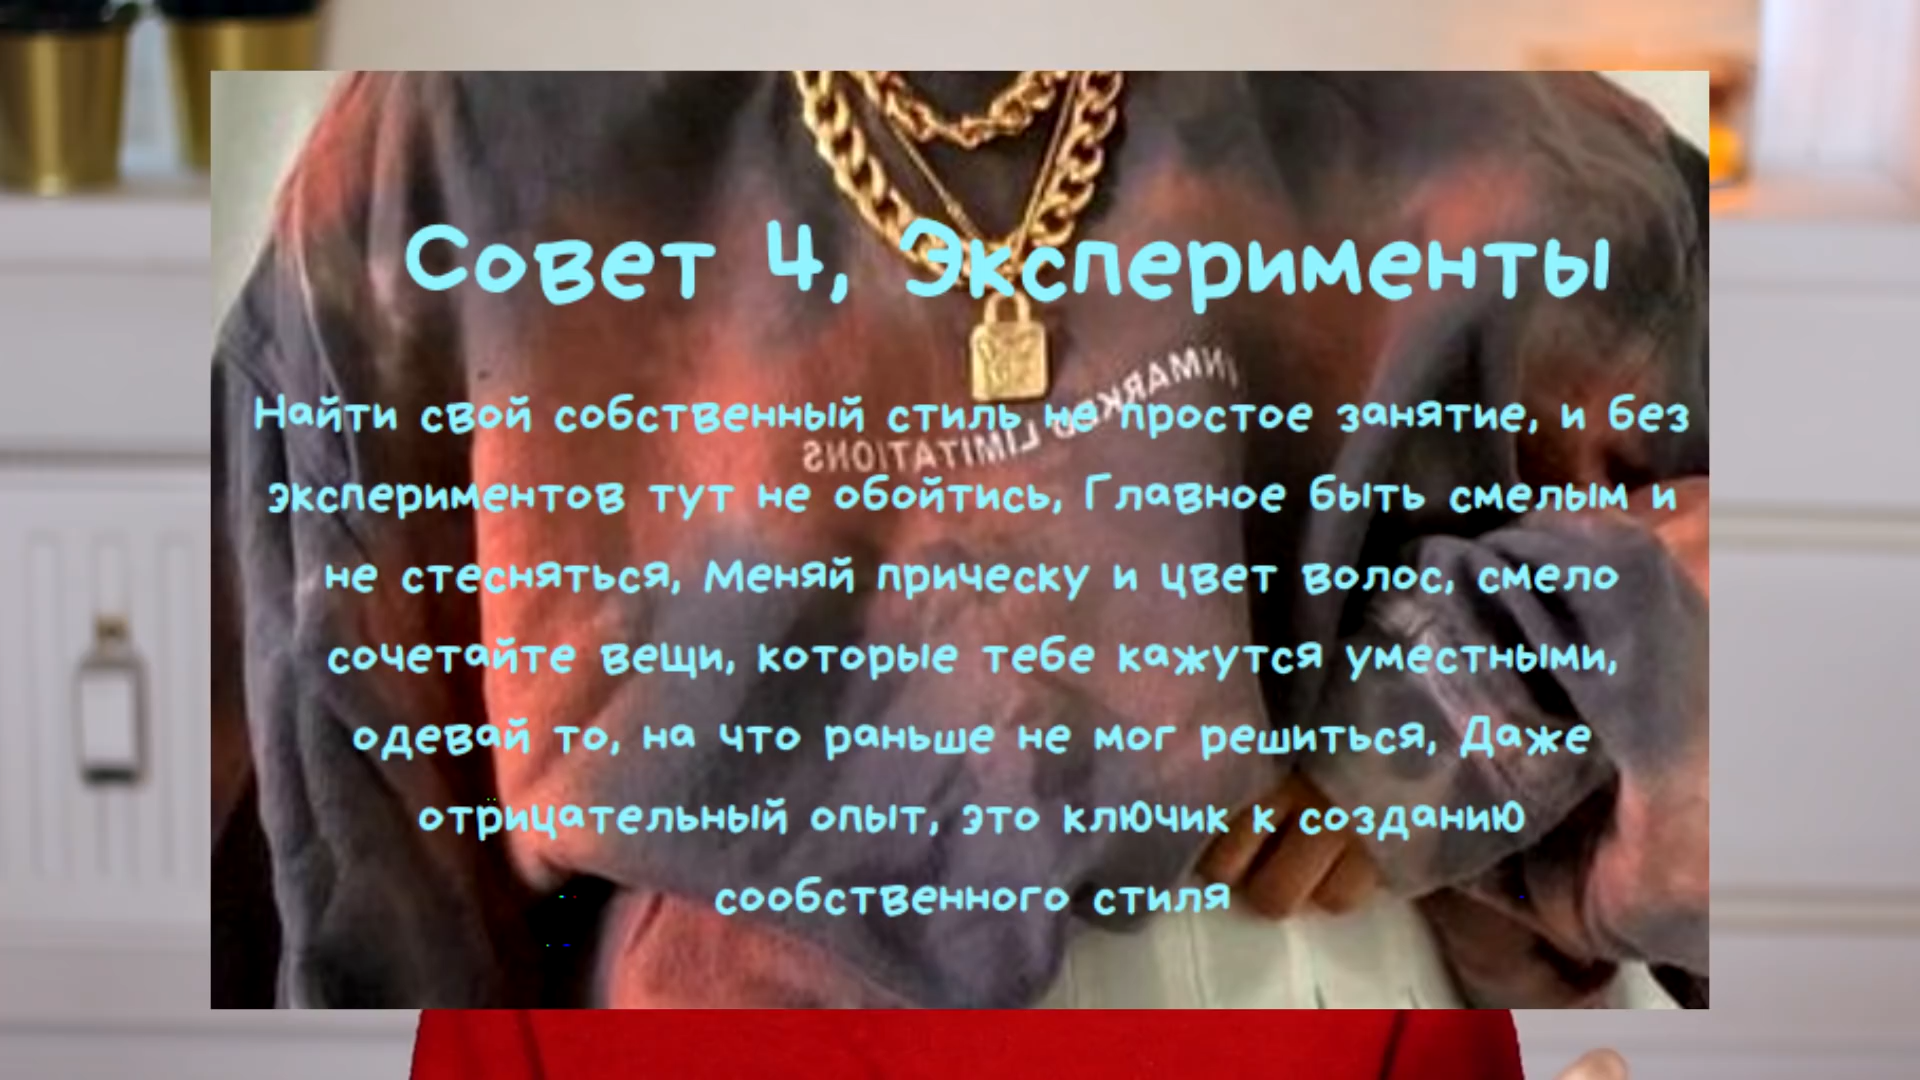 Совет 4, Эксперименты
Найти свой собственный стиль не простое занятие, и без
экспериментов тут не обойтись, Главное быть смелым и
не стесняться, Меняй прическу и цвет волос, смело
сочетайте вещи, которые тебе кажутся уместными,
одевай то, на что раньше не мог решиться, Даже
отрицательный опыт, это ключик к созданию
сообственного стиля
LIMITATIONS